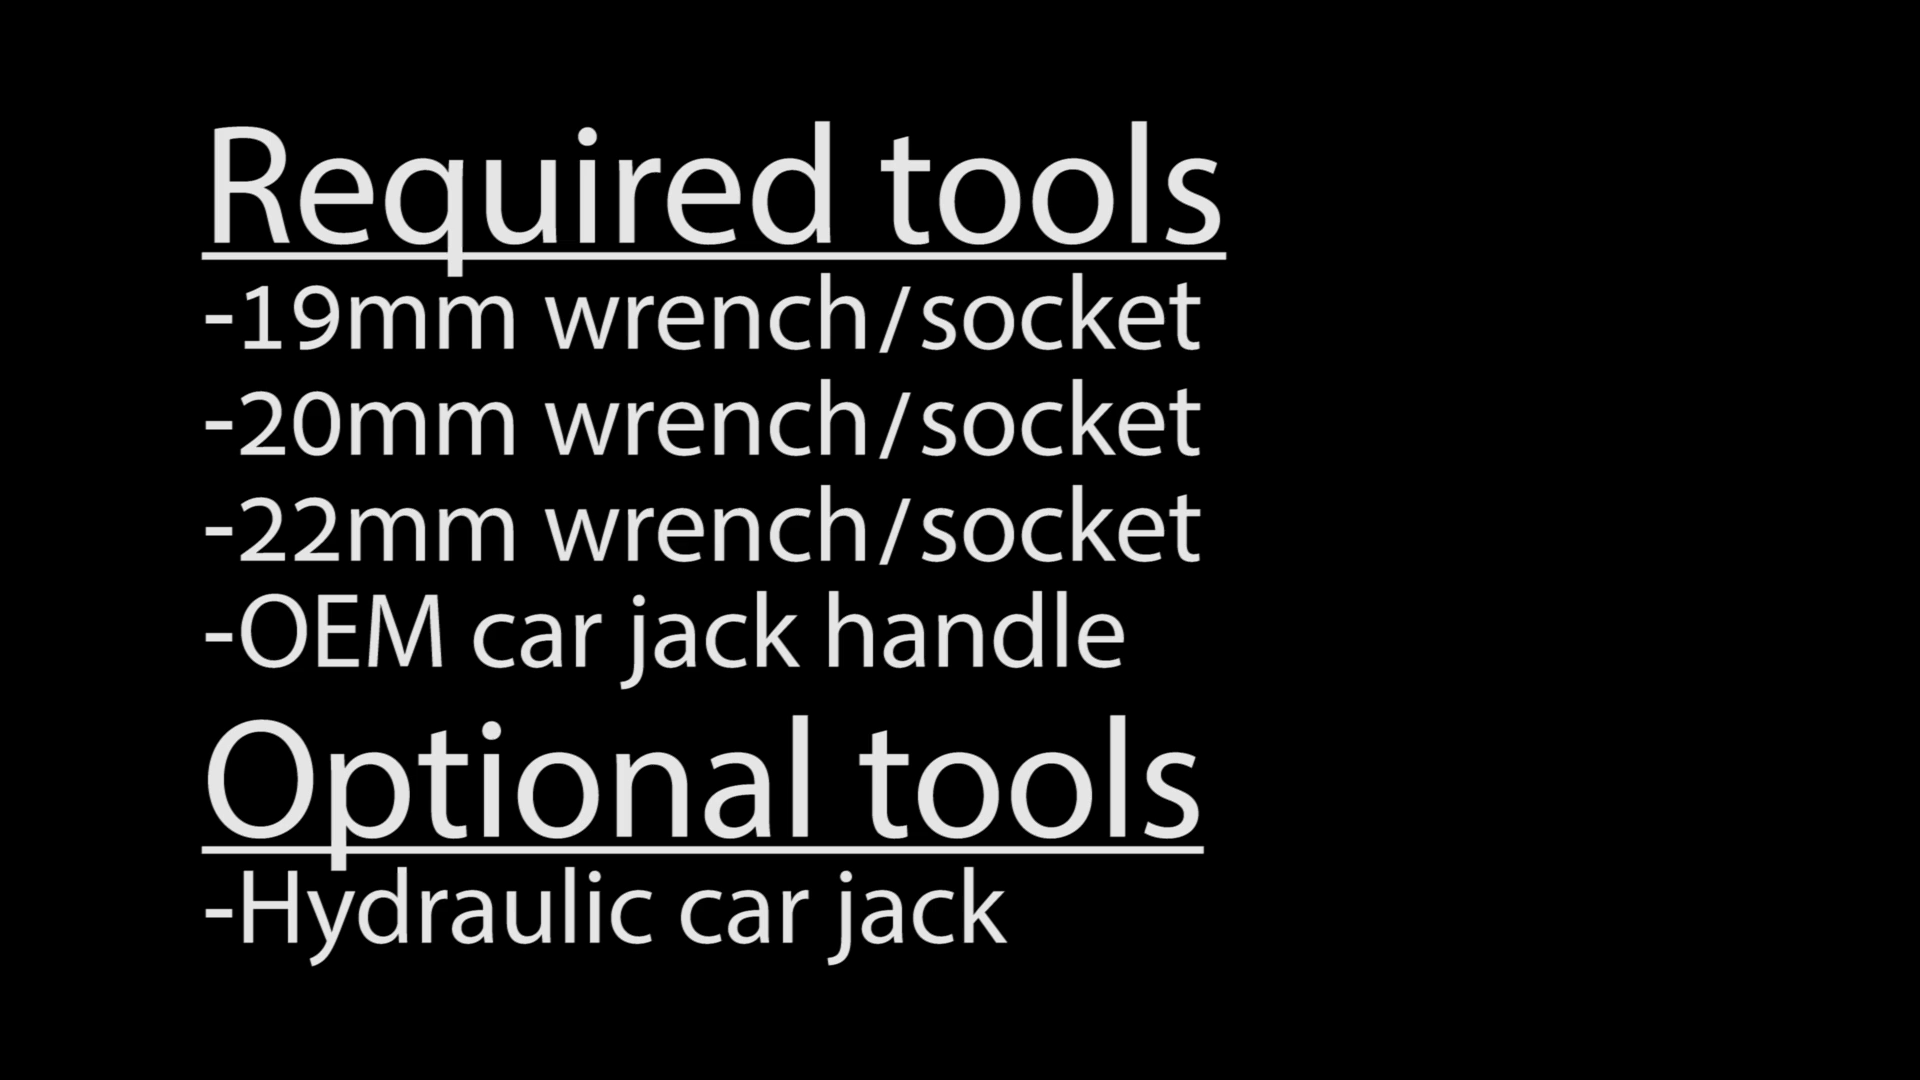 Required tools
-19mm wrench/socket
-20mm wrench/socket
-22mm wrench/socket
-OEM car jack handle
Optional tools
-Hydraulic car jack